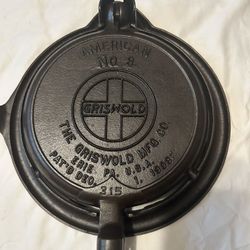 AMERICAN
No. 8
GRISWOLD
THE GRISWOLD MFG. CO.
ERIE PA. U.S.A.
PAT'D DEC. 1, 1908
315